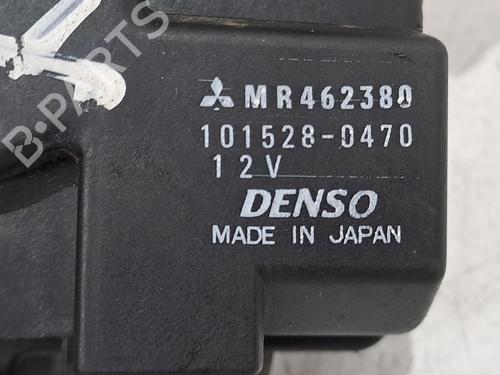 B-PARTS
MR462380
101528-0470
12V
DENSO
MADE IN JAPAN